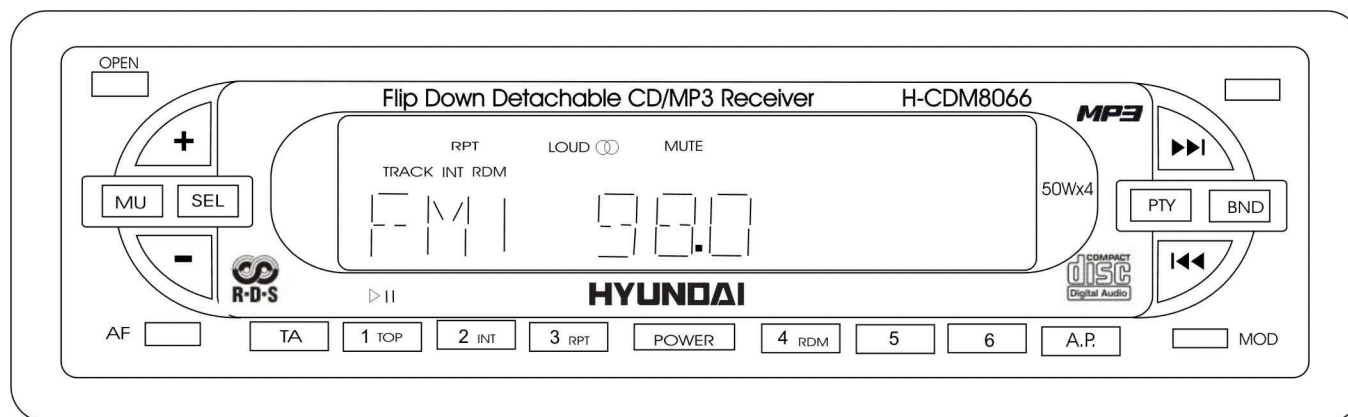 OPEN
Flip Down Detachable CD/MP3 Receiver H-CDM8066
MP3
+
RPT LOUD MUTE
TRACK INT RDM
50Wx4
MU SEL
PTY BND
FM1 98.0
-
R·D·S
COMPACT
disc
Digital Audio
HYUNDAI
AF
TA
1 TOP
2 INT
3 RPT
POWER
4 RDM
5
6
A.P.
MOD